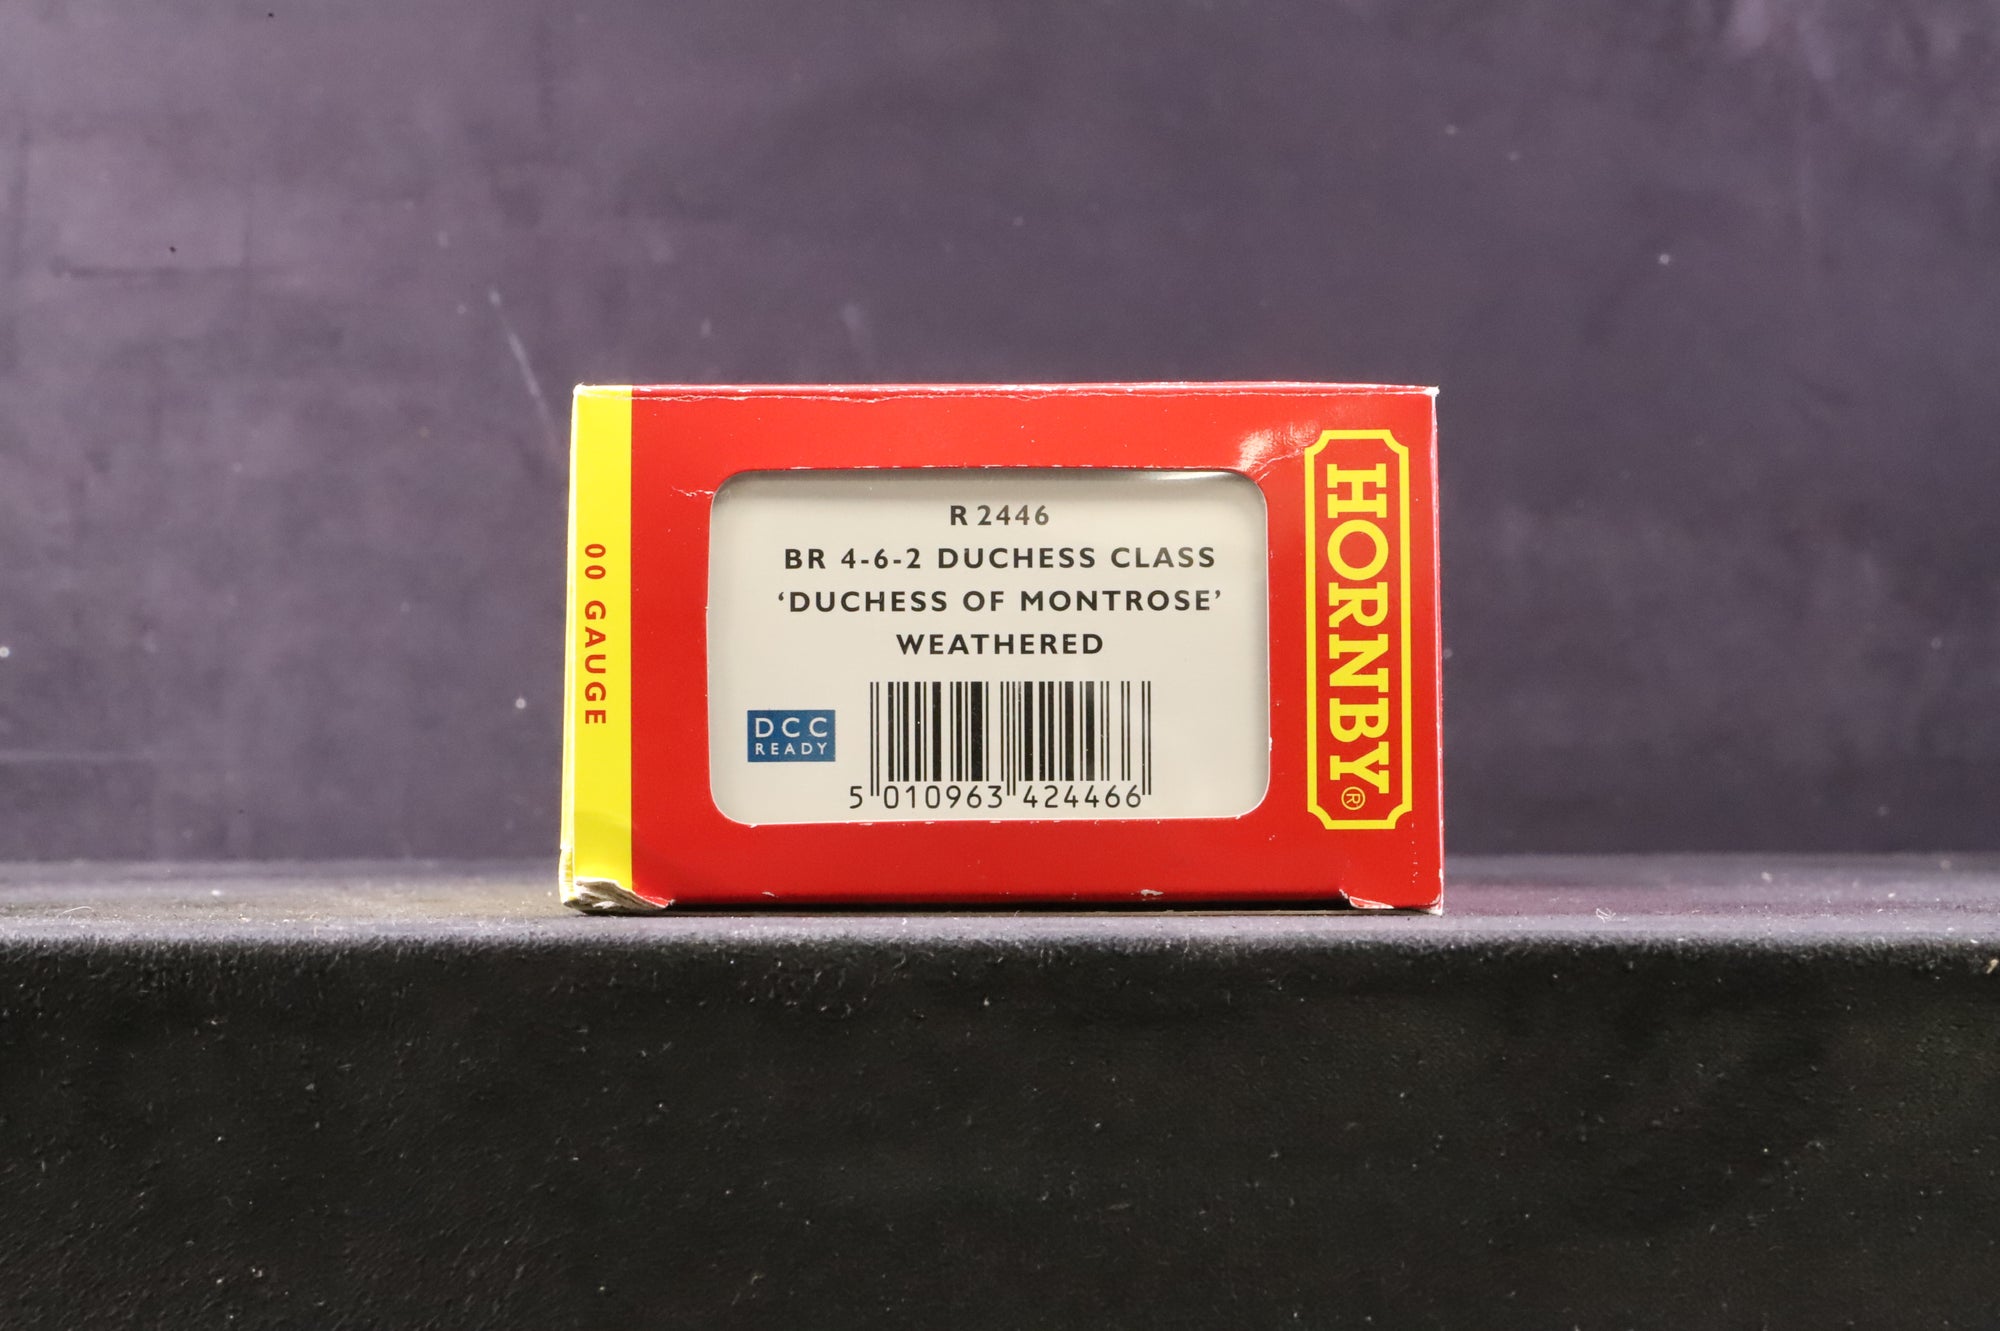 00 GAUGE
R 2446
BR 4-6-2 DUCHESS CLASS
‘DUCHESS OF MONTROSE’
WEATHERED
DCC
READY
5 010963 424466
HORNBY®